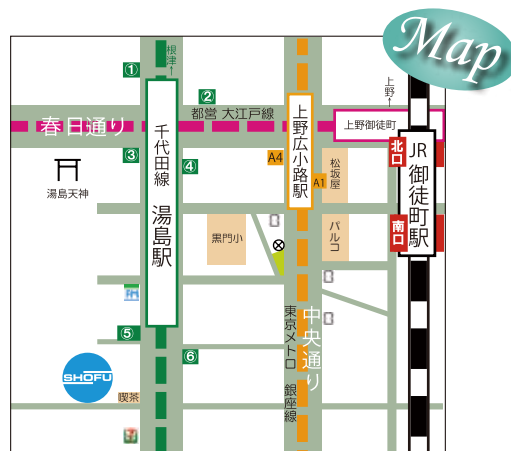 Map
根津→
①
②
上野→
都営 大江戸線
春日通り
上野御徒町
千代田線 湯島駅
上野広小路駅
③
④
A4
A1
松坂屋
北口
JR 御徒町駅
湯島天神
黒門小
パルコ
南口
⑤
⑥
東京メトロ 銀座線
中央通り
SHOFU
喫茶